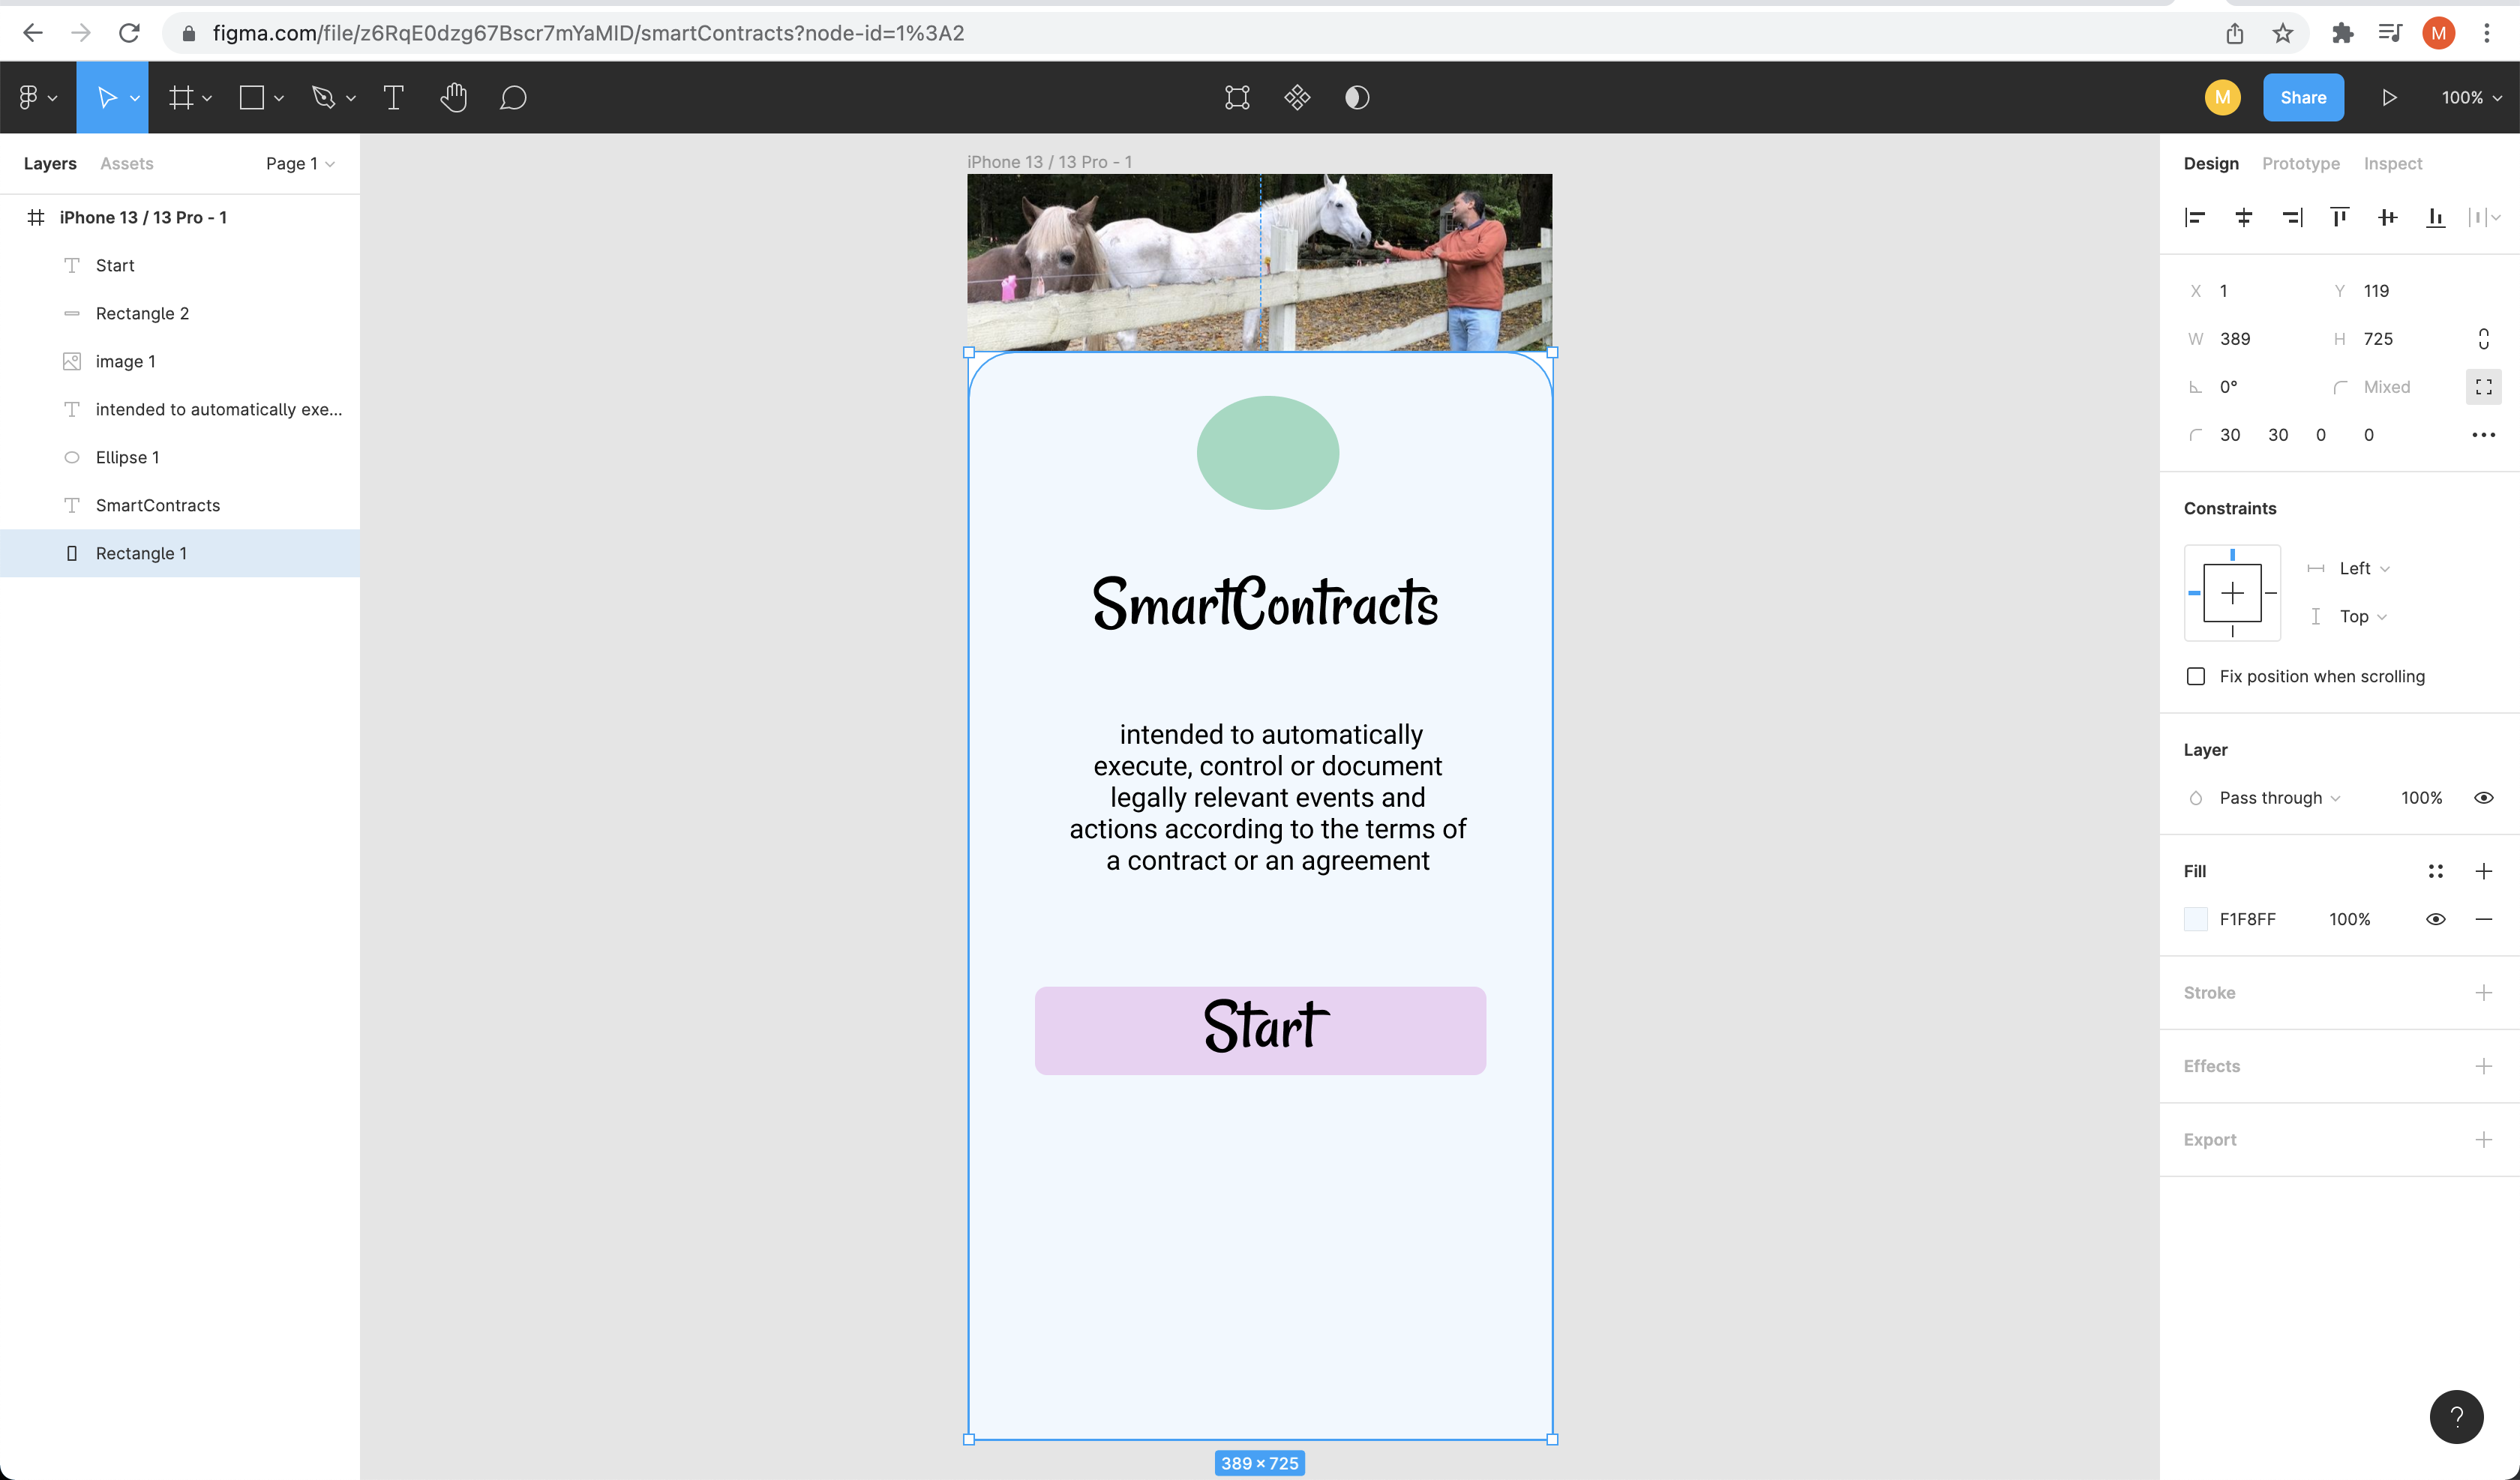 figma.com/file/z6RqE0dzg67Bscr7mYaMID/smartContracts?node-id=1%3A2
M
M
Share
100%
Layers
Assets
Page 1
iPhone 13 / 13 Pro - 1
Start
Rectangle 2
image 1
intended to automatically exe...
Ellipse 1
SmartContracts
Rectangle 1
iPhone 13 / 13 Pro - 1
SmartContracts
intended to automatically
execute, control or document
legally relevant events and
actions according to the terms of
a contract or an agreement
Start
389 × 725
Design Prototype Inspect
X 1 Y 119
W 389 H 725
0° Mixed
30 30 0 0
Constraints
Left
Top
Fix position when scrolling
Layer
Pass through 100%
Fill
F1F8FF 100%
Stroke
Effects
Export
?